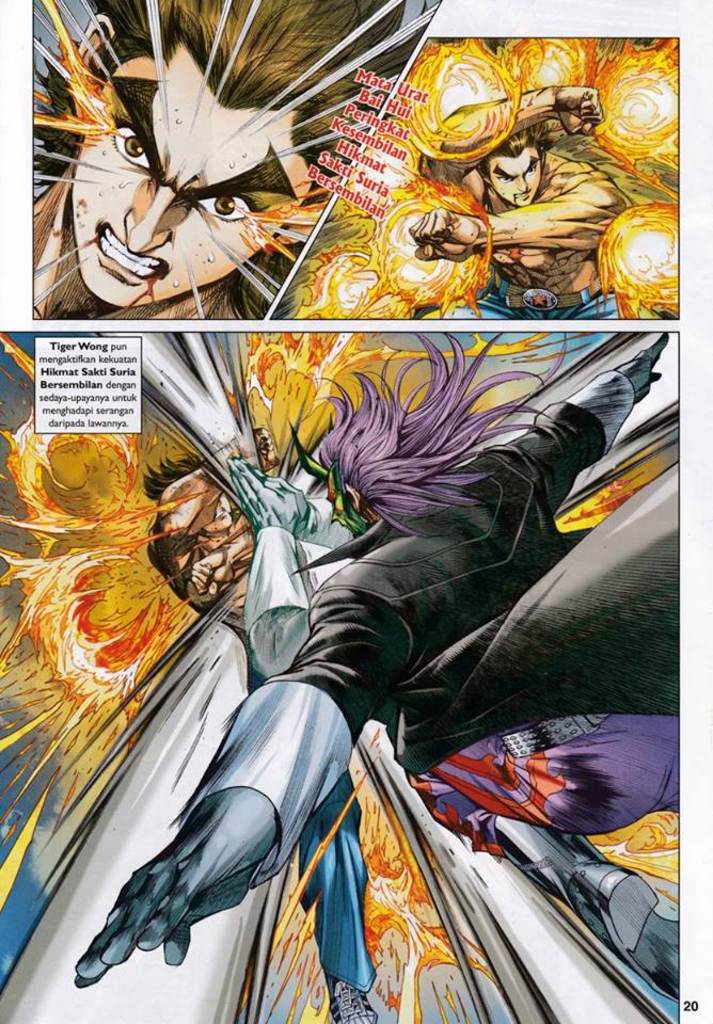 Mata Urat
Bai Hui
Peringkat
Kesembilan
Hikmat
Sakti Suria
Bersembilan
Tiger Wong pun
mengaktifkan kekuatan
Hikmat Sakti Suria
Bersembilan dengan
sedaya-upayanya untuk
menghadapi serangan
daripada lawannya.
20